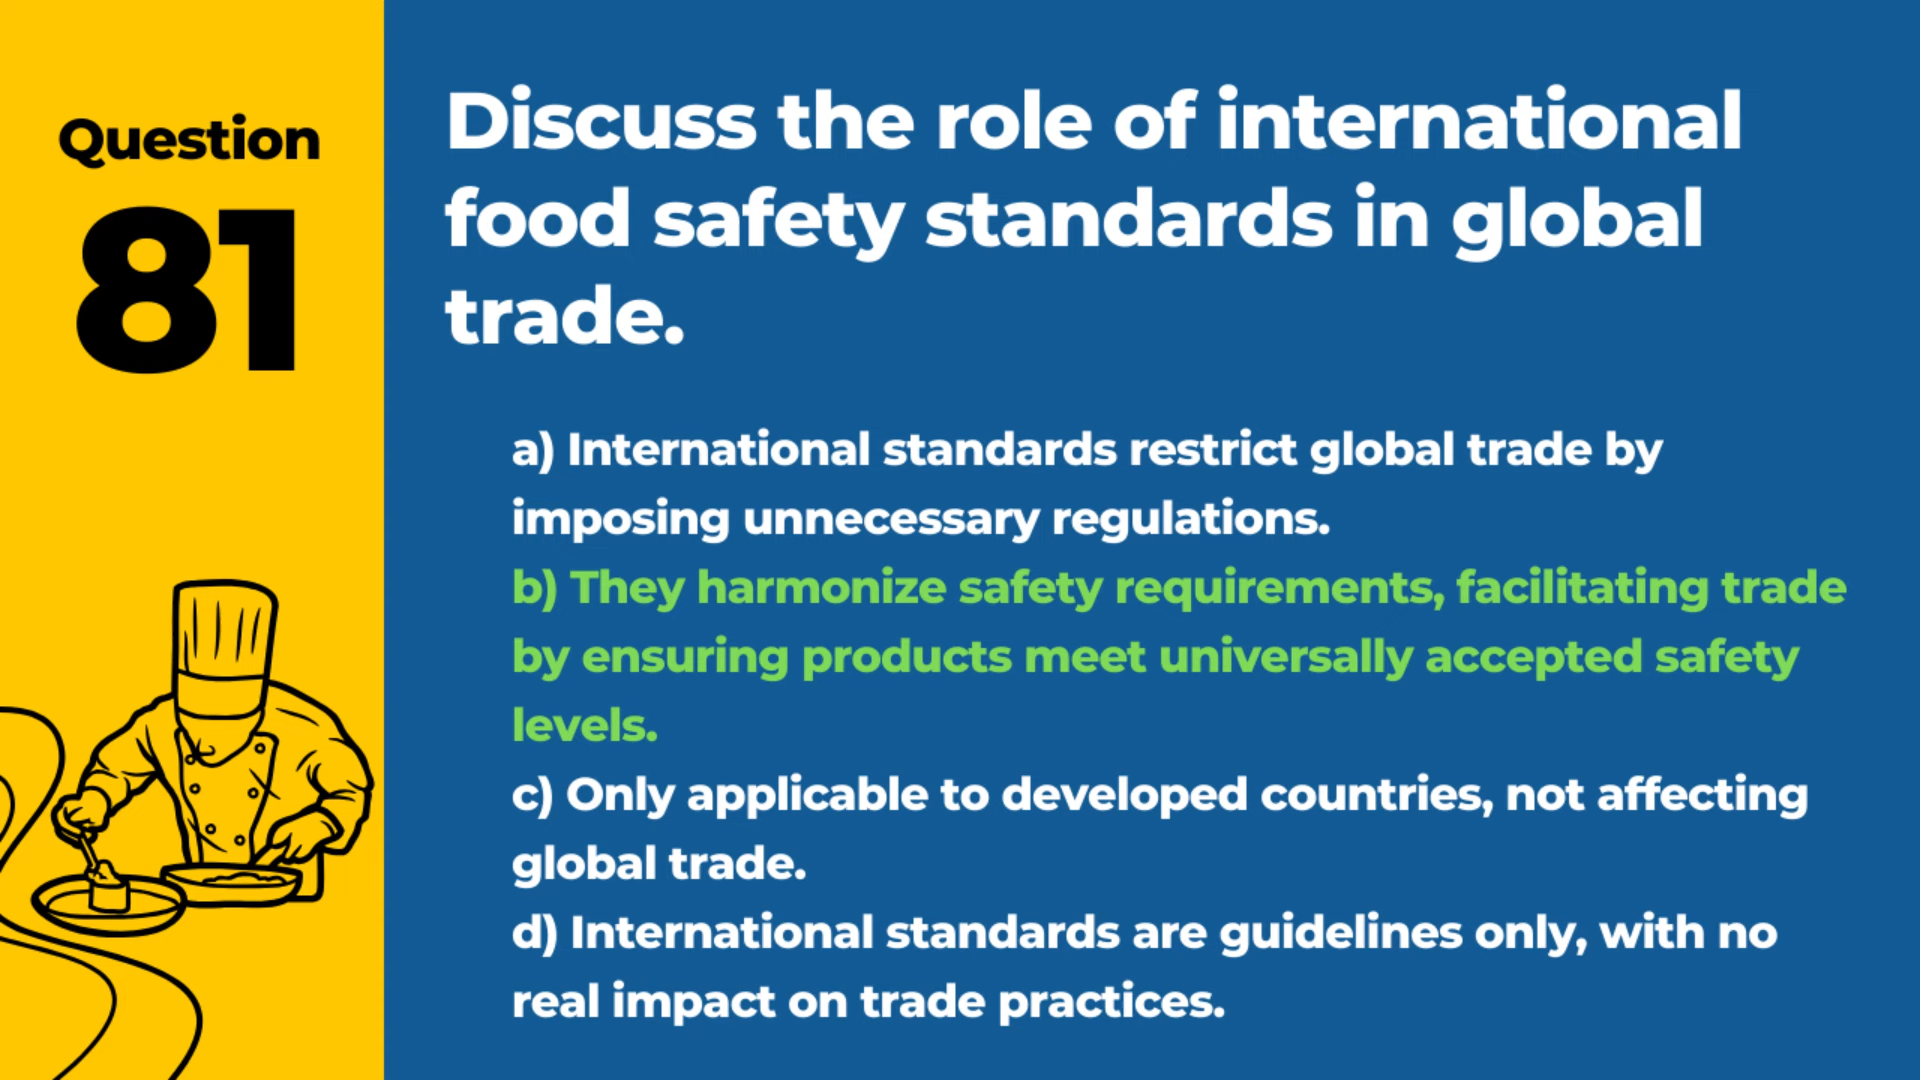 Question
81
Discuss the role of international
food safety standards in global
trade.
a) International standards restrict global trade by
imposing unnecessary regulations.
b) They harmonize safety requirements, facilitating trade
by ensuring products meet universally accepted safety
levels.
c) Only applicable to developed countries, not affecting
global trade.
d) International standards are guidelines only, with no
real impact on trade practices.